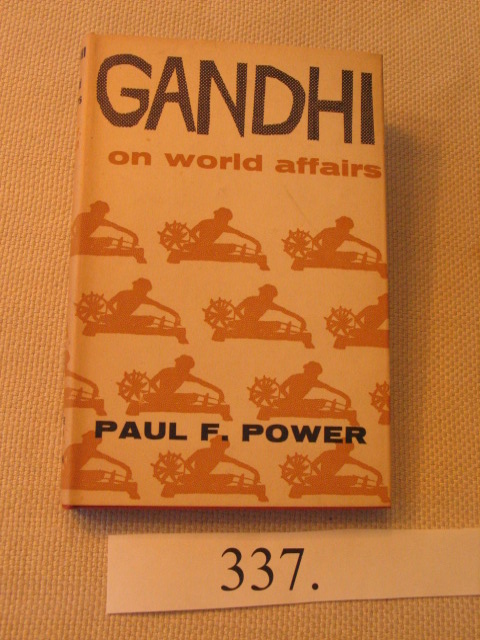 GANDHI
on world affairs
PAUL F. POWER
337.